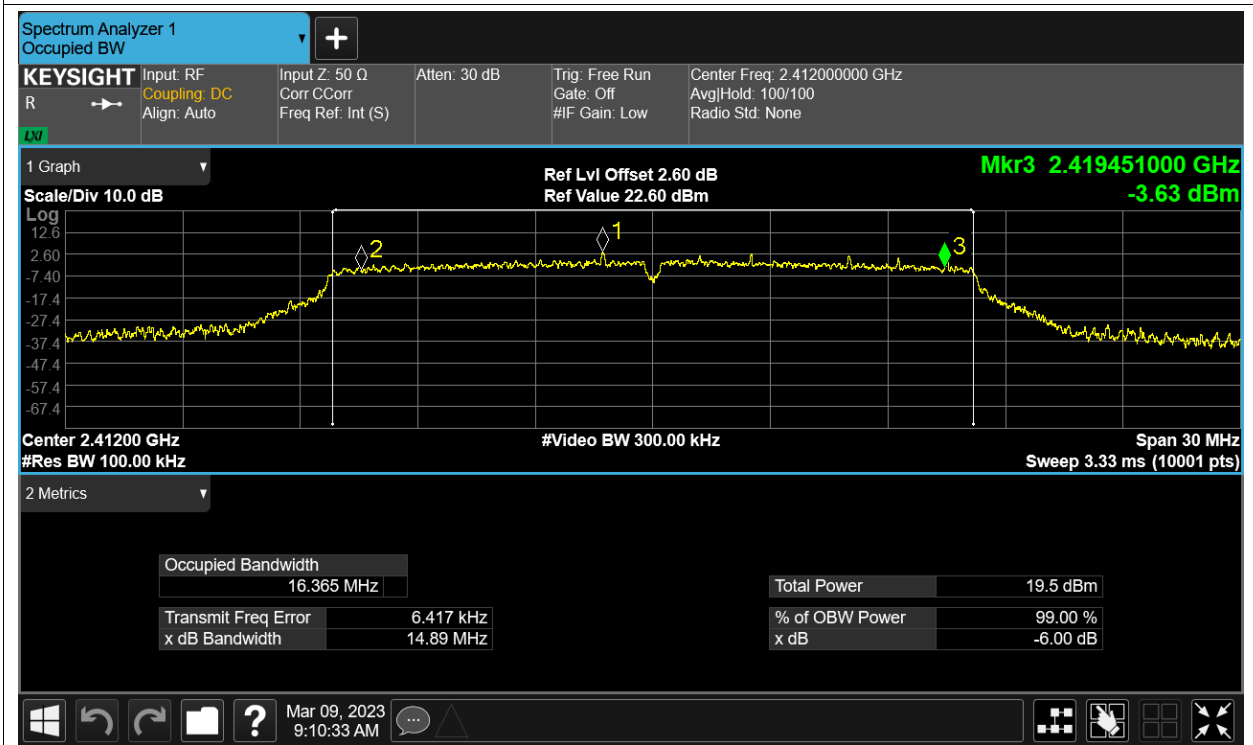 Spectrum Analyzer 1
Occupied BW
KEYSIGHT
R
LXI
Input: RF
Coupling: DC
Align: Auto
Input Z: 50 Ω
Corr CCorr
Freq Ref: Int (S)
Atten: 30 dB
Trig: Free Run
Gate: Off
#IF Gain: Low
Center Freq: 2.412000000 GHz
Avg|Hold: 100/100
Radio Std: None
1 Graph
Scale/Div 10.0 dB
Ref Lvl Offset 2.60 dB
Ref Value 22.60 dBm
Mkr3 2.419451000 GHz
-3.63 dBm
Log
12.6
2.60
-7.40
-17.4
-27.4
-37.4
-47.4
-57.4
-67.4
2
1
3
Center 2.41200 GHz
#Res BW 100.00 kHz
#Video BW 300.00 kHz
Span 30 MHz
Sweep 3.33 ms (10001 pts)
2 Metrics
Occupied Bandwidth
16.365 MHz
Transmit Freq Error 6.417 kHz
x dB Bandwidth 14.89 MHz
Total Power 19.5 dBm
% of OBW Power 99.00 %
x dB -6.00 dB
?
Mar 09, 2023
9:10:33 AM